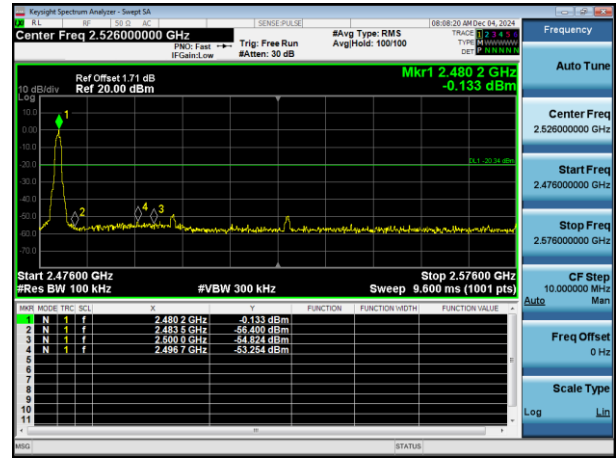 Keysight Spectrum Analyzer - Swept SA
RL RF 50 Ω AC SENSE:PULSE 08:08:20 AM Dec 04, 2024
Center Freq 2.526000000 GHz
PNO: Fast
IFGain:Low
Trig: Free Run
#Atten: 30 dB
#Avg Type: RMS
Avg|Hold: 100/100
TRACE 1 2 3 4 5 6
TYPE M W W W W W
DET P N N N N N
Frequency
Auto Tune
Center Freq
2.526000000 GHz
Start Freq
2.476000000 GHz
Stop Freq
2.576000000 GHz
CF Step
10.000000 MHz
Auto Man
Freq Offset
0 Hz
Scale Type
Log Lin
Mkr1 2.480 2 GHz
-0.133 dBm
Ref Offset 1.71 dB
10 dB/div Ref 20.00 dBm
Log
10.0
0.00
-10.0
-20.0
-30.0
-40.0
-50.0
-60.0
-70.0
1
2
4
3
DL1 -20.34 dBm
Start 2.47600 GHz Stop 2.57600 GHz
#Res BW 100 kHz #VBW 300 kHz Sweep 9.600 ms (1001 pts)
MKR MODE TRC SCL X Y FUNCTION FUNCTION WIDTH FUNCTION VALUE
1 N 1 f 2.480 2 GHz -0.133 dBm
2 N 1 f 2.483 5 GHz -56.400 dBm
3 N 1 f 2.500 0 GHz -54.824 dBm
4 N 1 f 2.496 7 GHz -53.254 dBm
5
6
7
8
9
10
11
MSG STATUS